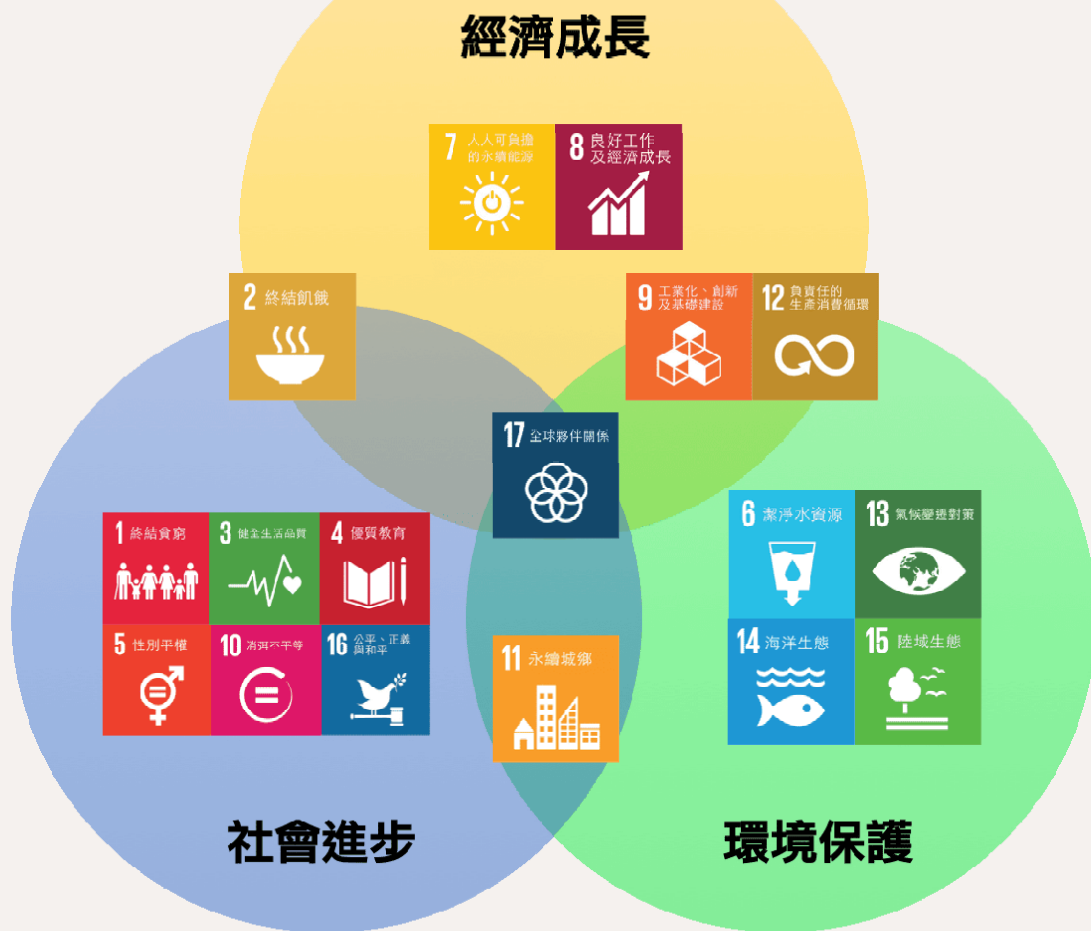 經濟成長
7 人人可負擔
的永續能源
8 良好工作
及經濟成長
2 終結飢餓
9 工業化、創新
及基礎建設
12 負責任的
生產消費循環
17 全球夥伴關係
1 終結貧窮
3 健全生活品質
4 優質教育
5 性別平權
10 消弭不平等
16 公平、正義
與和平
6 潔淨水資源
13 氣候變遷對策
14 海洋生態
15 陸域生態
11 永續城鄉
社會進步
環境保護